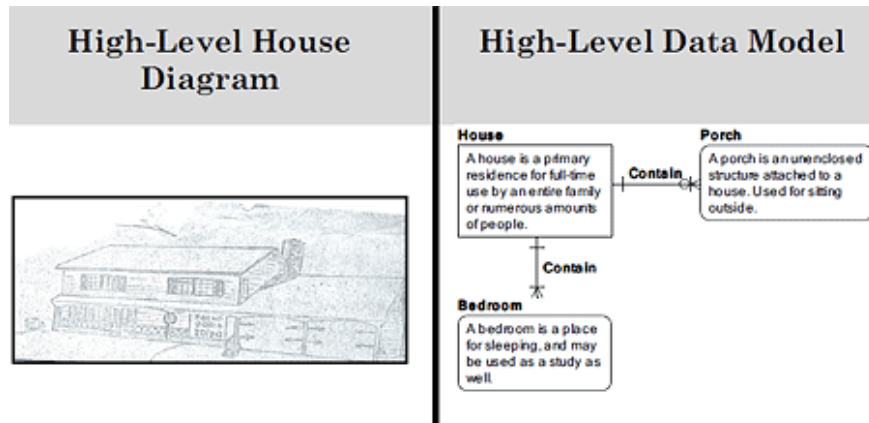 High-Level House
Diagram
High-Level Data Model
House
A house is a primary
residence for full-time
use by an entire family
or numerous amounts
of people.
Contain
Porch
A porch is an unenclosed
structure attached to a
house. Used for sitting
outside.
Contain
Bedroom
A bedroom is a place
for sleeping, and may
be used as a study as
well.